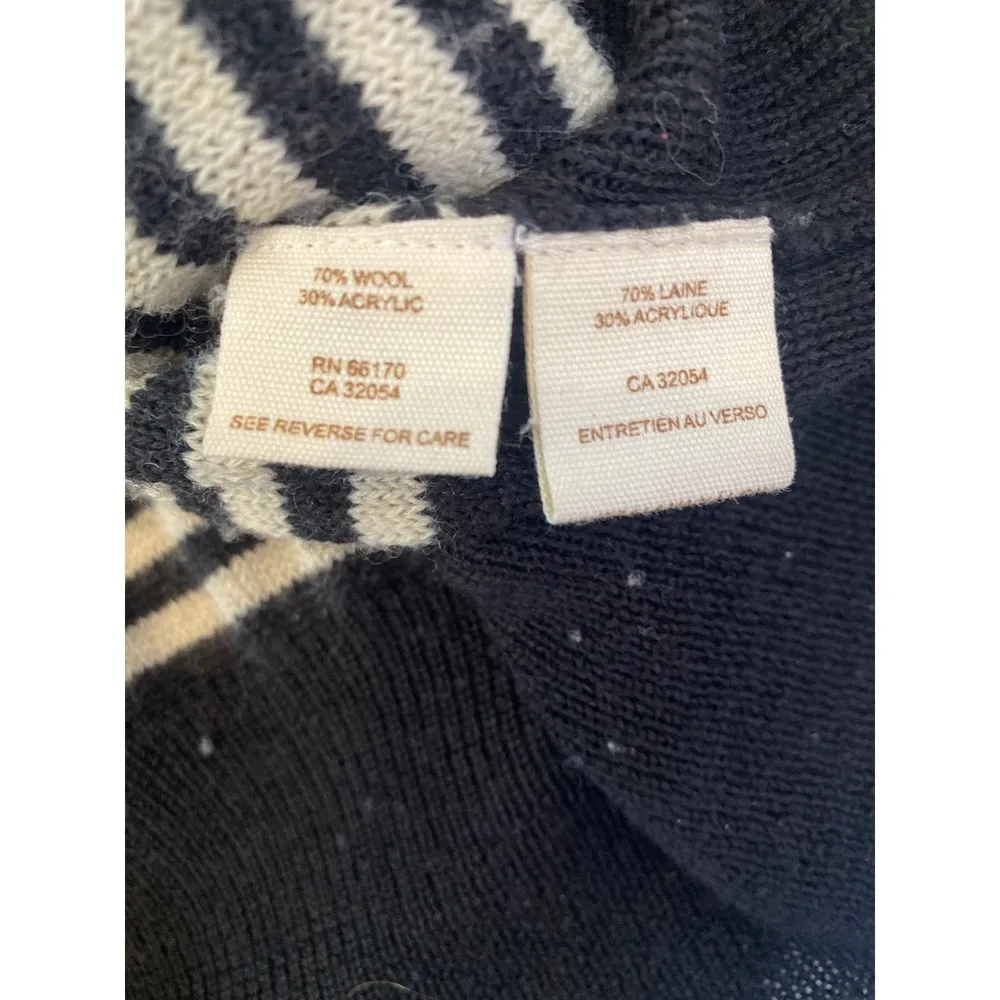 70% WOOL
30% ACRYLIC
RN 66170
CA 32054
SEE REVERSE FOR CARE
70% LAINE
30% ACRYLIQUE
CA 32054
ENTRETIEN AU VERSO